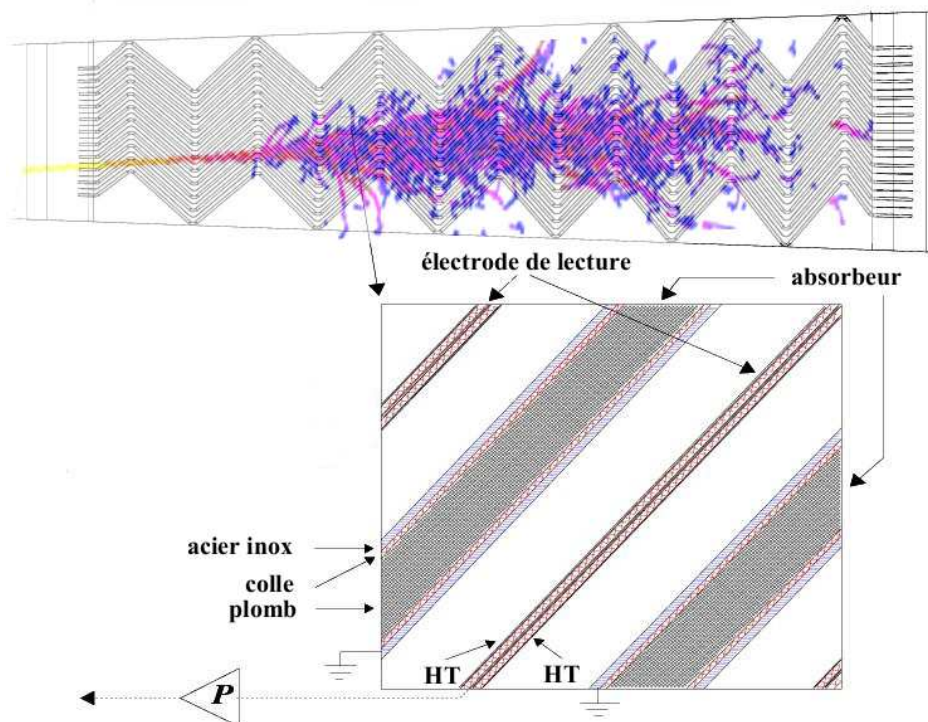 électrode de lecture
absorbeur
acier inox
colle
plomb
HT
HT
P